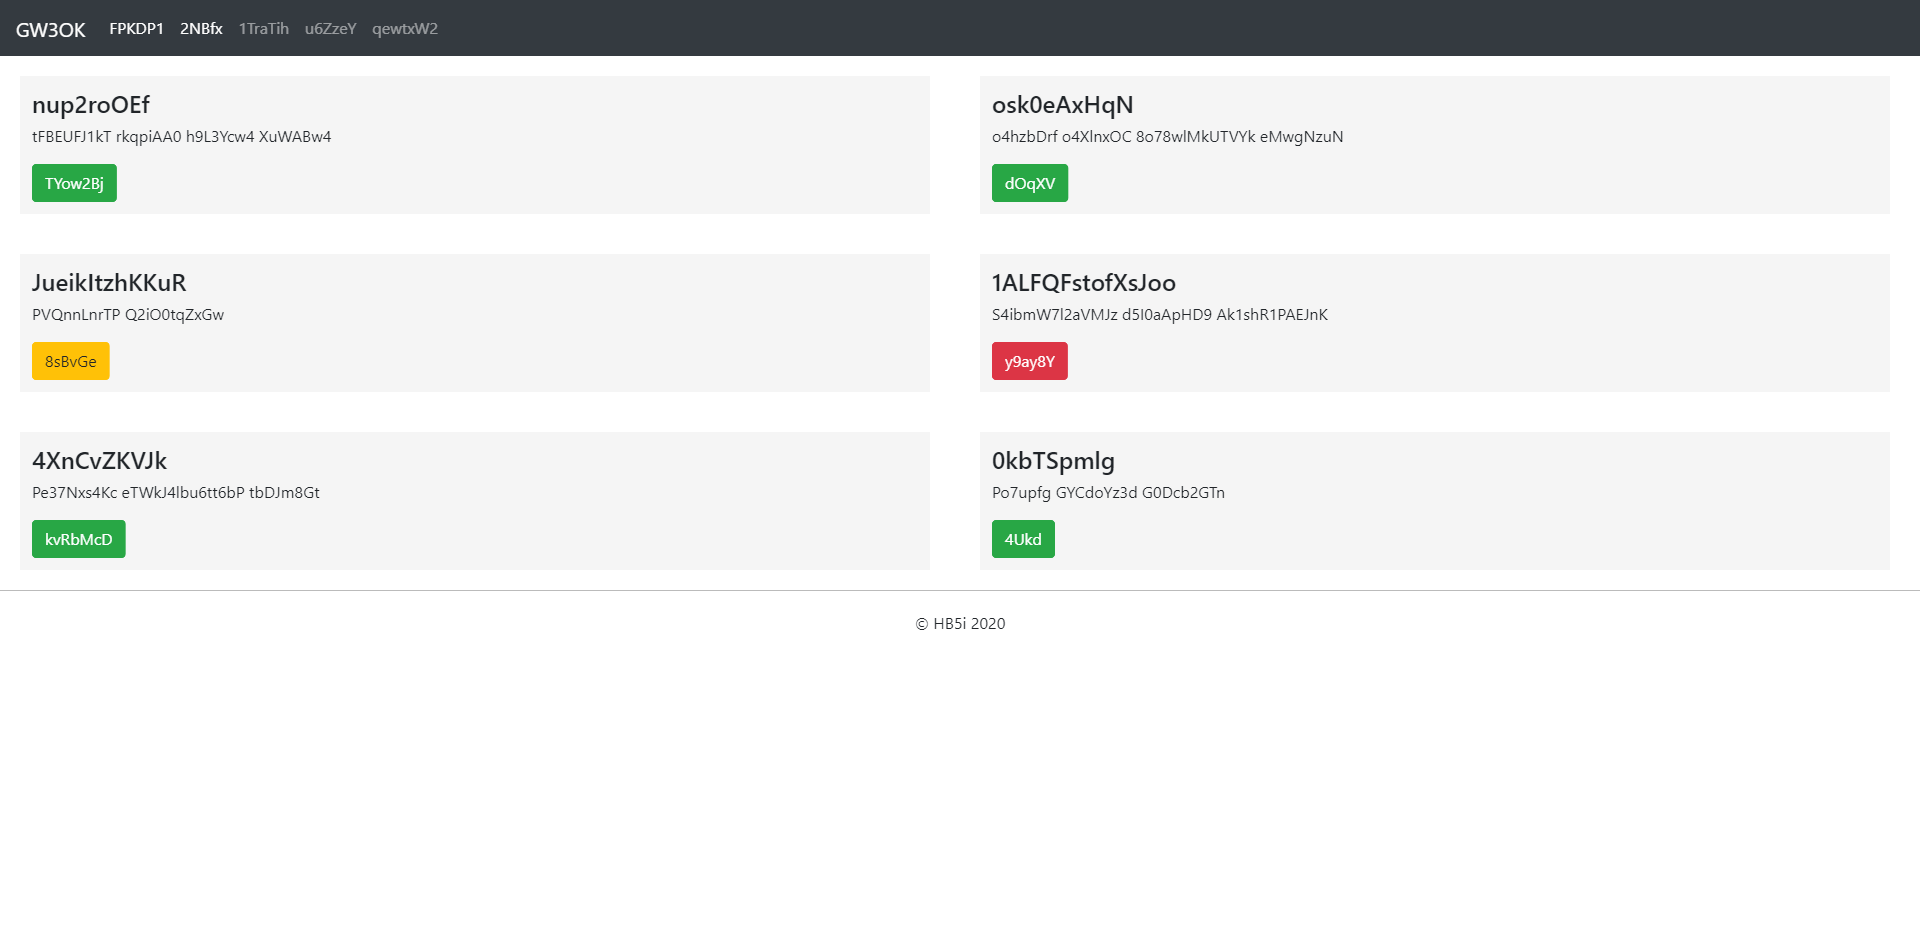 GW3OK FPKDP1 2NBfx 1TraTih u6ZzeY qewtxW2
nup2roOEf
tFBEUFJ1kT rkqpiAA0 h9L3Ycw4 XuWABw4
TYow2Bj
osk0eAxHqN
o4hzbDrf o4XlnxOC 8o78wlMkUTVYk eMwgNzuN
dOqXV
JueikItzhKKuR
PVQnnLnrTP Q2iO0tqZxGw
8sBvGe
1ALFQFstofXsJoo
S4ibmW7l2aVMJz d5I0aApHD9 Ak1shR1PAEJnK
y9ay8Y
4XnCvZKVJk
Pe37Nxs4Kc eTWkJ4lbu6tt6bP tbDJm8Gt
kvRbMcD
0kbTSpmlg
Po7upfg GYCdoYz3d G0Dcb2GTn
4Ukd
© HB5i 2020